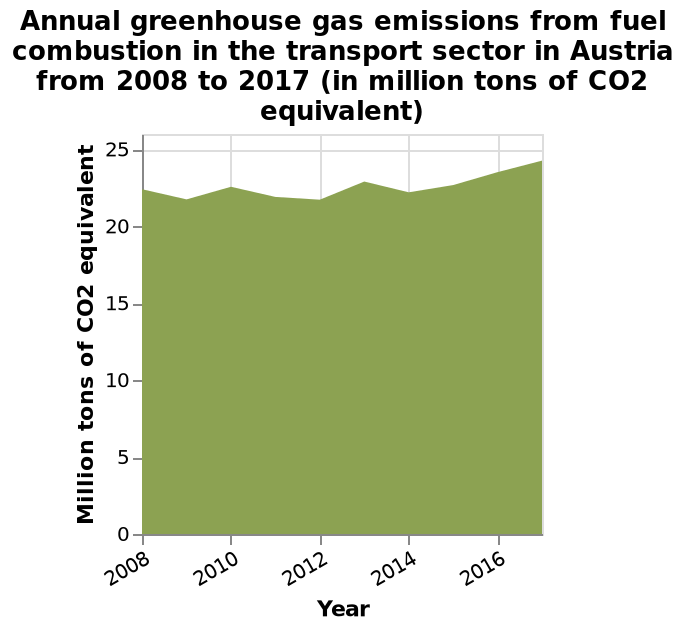 Annual greenhouse gas emissions from fuel
combustion in the transport sector in Austria
from 2008 to 2017 (in million tons of CO2
equivalent)
Million tons of CO2 equivalent
25
20
15
10
5
0
2008
2010
2012
2014
2016
Year